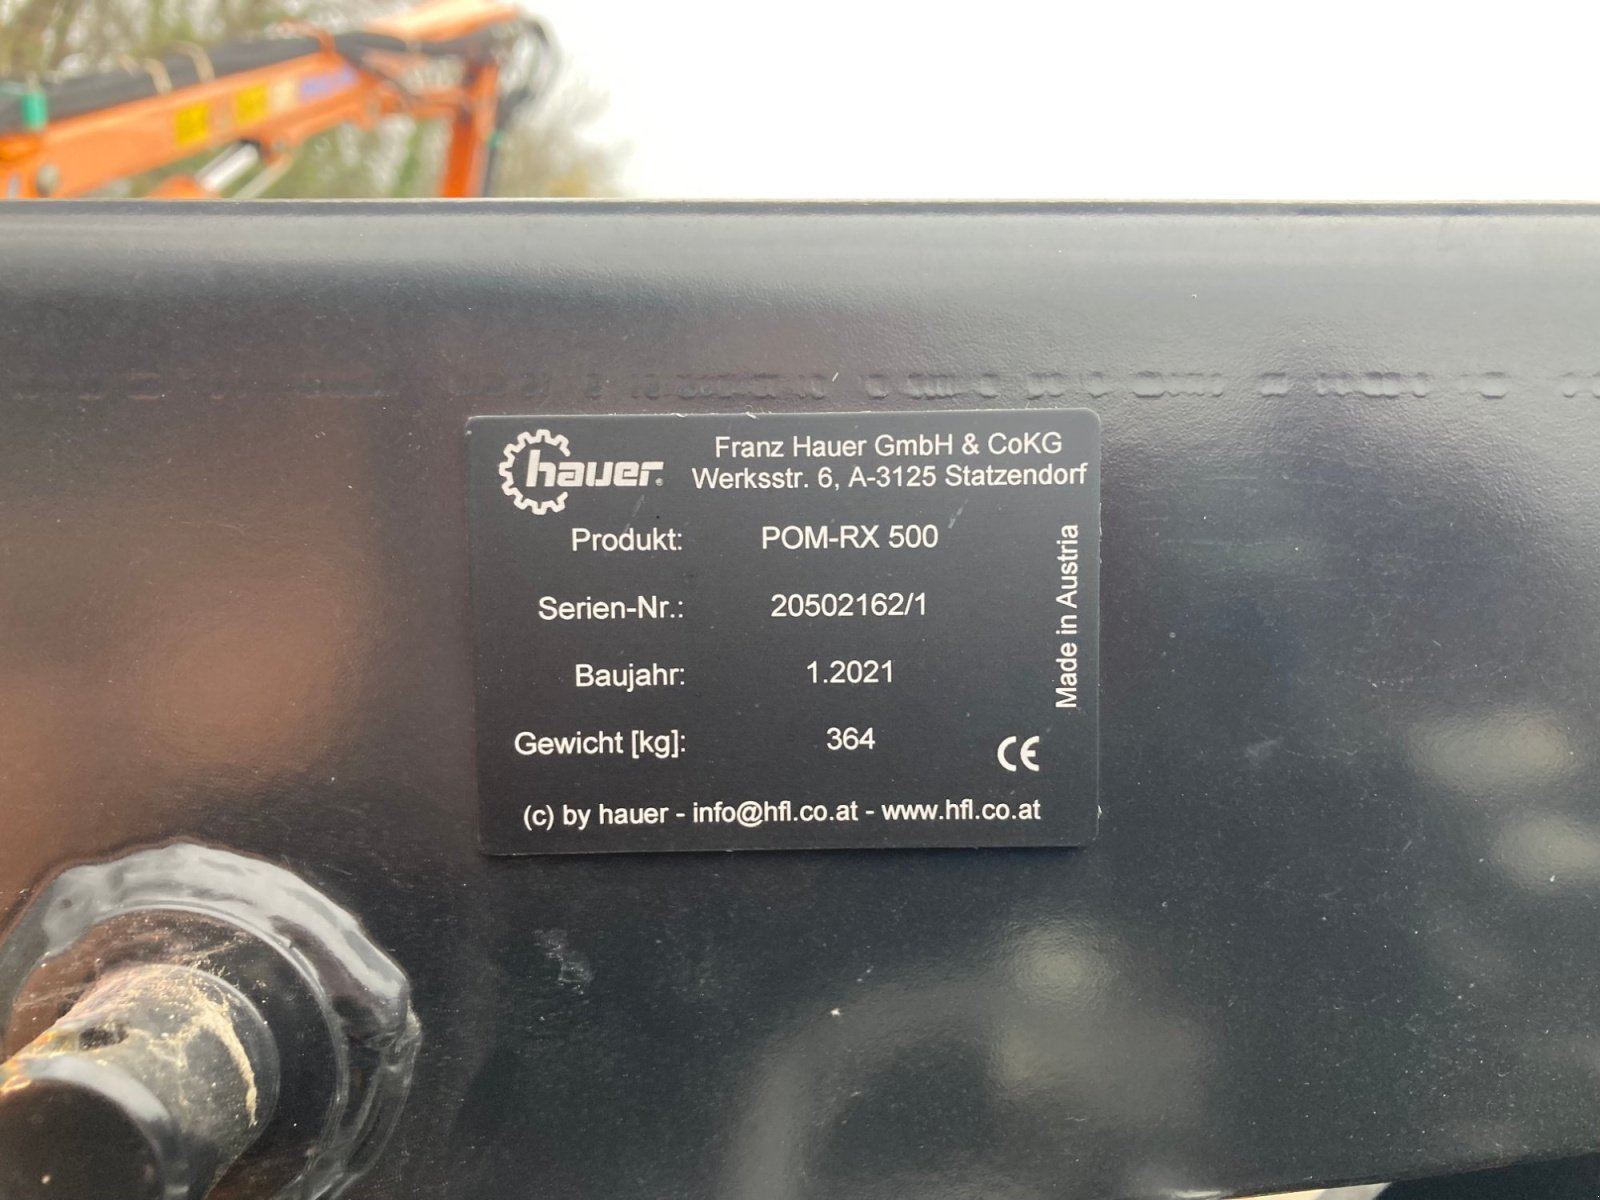 hauer
Franz Hauer GmbH & CoKG
Werksstr. 6, A-3125 Statzendorf
Produkt: POM-RX 500
Serien-Nr.: 20502162/1
Baujahr: 1.2021
Gewicht [kg]: 364
CE
Made in Austria
(c) by hauer - info@hfl.co.at - www.hfl.co.at